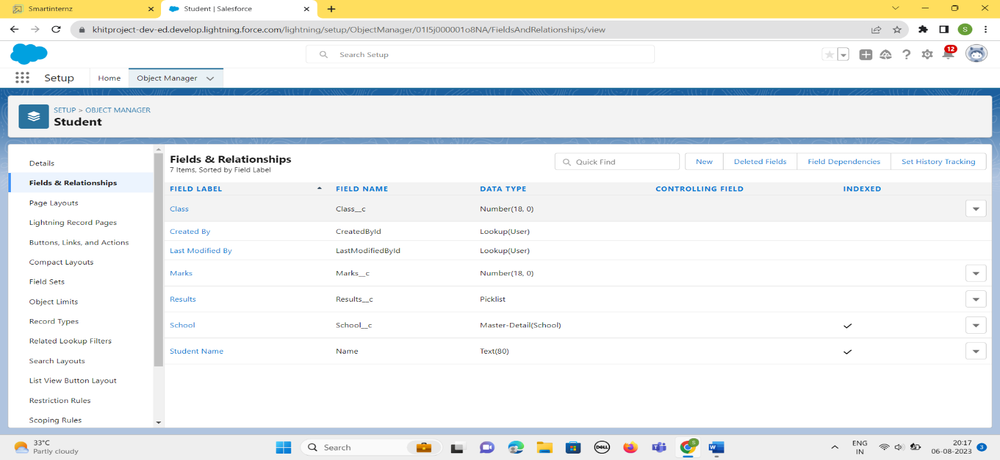 Smartinternz
Student | Salesforce
khitproject-dev-ed.develop.lightning.force.com/lightning/setup/ObjectManager/01I5j000001o8NA/FieldsAndRelationships/view
S
Search Setup
12
Setup
Home
Object Manager
SETUP > OBJECT MANAGER
Student
Details
Fields & Relationships
Page Layouts
Lightning Record Pages
Buttons, Links, and Actions
Compact Layouts
Field Sets
Object Limits
Record Types
Related Lookup Filters
Search Layouts
List View Button Layout
Restriction Rules
Scoping Rules
Fields & Relationships
7 Items, Sorted by Field Label
Quick Find
New
Deleted Fields
Field Dependencies
Set History Tracking
FIELD LABEL FIELD NAME DATA TYPE CONTROLLING FIELD INDEXED
Class Class__c Number(18, 0)
Created By CreatedById Lookup(User)
Last Modified By LastModifiedById Lookup(User)
Marks Marks__c Number(18, 0)
Results Results__c Picklist
School School__c Master-Detail(School)
Student Name Name Text(80)
33°C
Partly cloudy
Search
DELL
S
W
ENG
IN
20:17
06-08-2023
3